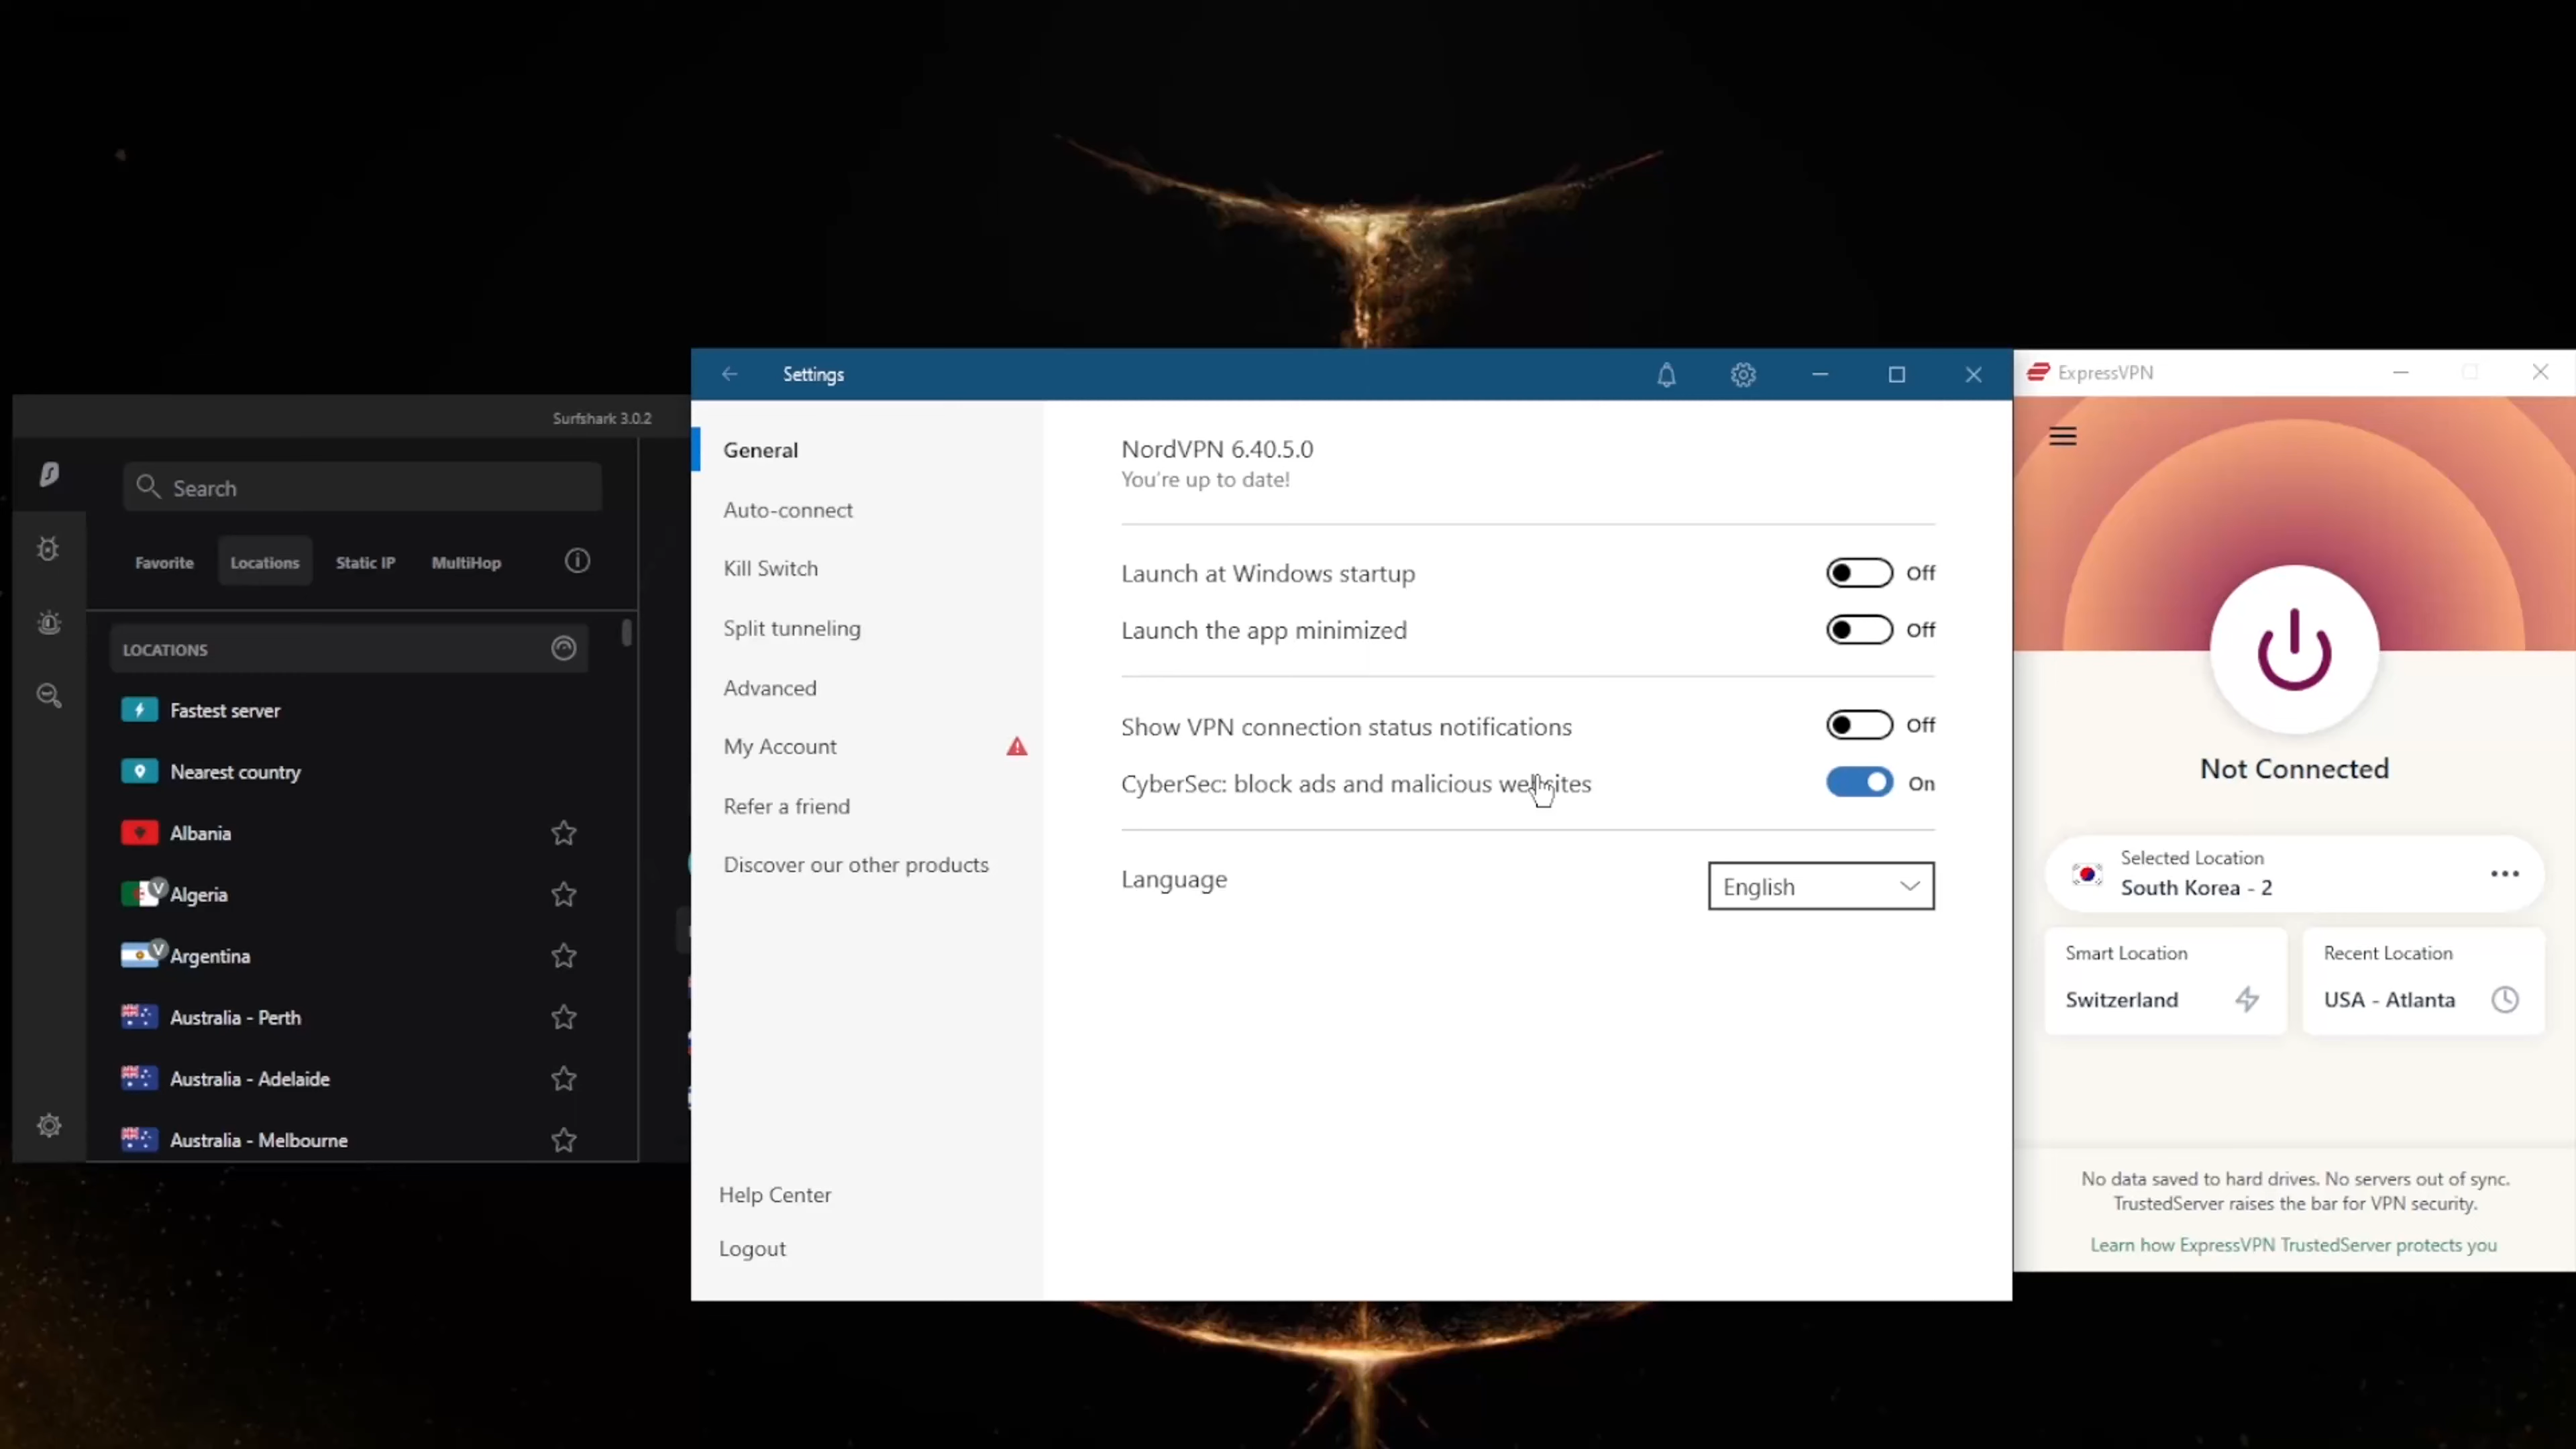 Surfshark 3.0.2
Search
Favorite
Locations
Static IP
MultiHop
LOCATIONS
Fastest server
Nearest country
Albania
V
Algeria
V
Argentina
Australia - Perth
Australia - Adelaide
Australia - Melbourne
Settings
General
Auto-connect
Kill Switch
Split tunneling
Advanced
My Account
Refer a friend
Discover our other products
Help Center
Logout
NordVPN 6.40.5.0
You're up to date!
Launch at Windows startup
Off
Launch the app minimized
Off
Show VPN connection status notifications
Off
CyberSec: block ads and malicious websites
On
Language
English
ExpressVPN
Not Connected
Selected Location
South Korea - 2
Smart Location
Switzerland
Recent Location
USA - Atlanta
No data saved to hard drives. No servers out of sync.
TrustedServer raises the bar for VPN security.
Learn how ExpressVPN TrustedServer protects you